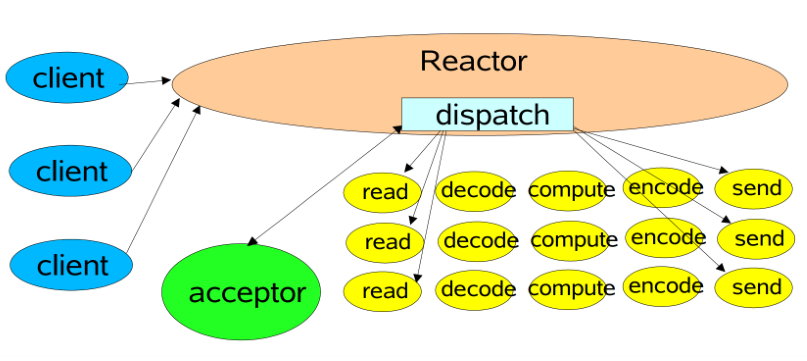 Reactor
client
dispatch
client
read decode compute encode send
read decode compute encode send
client
acceptor
read decode compute encode send